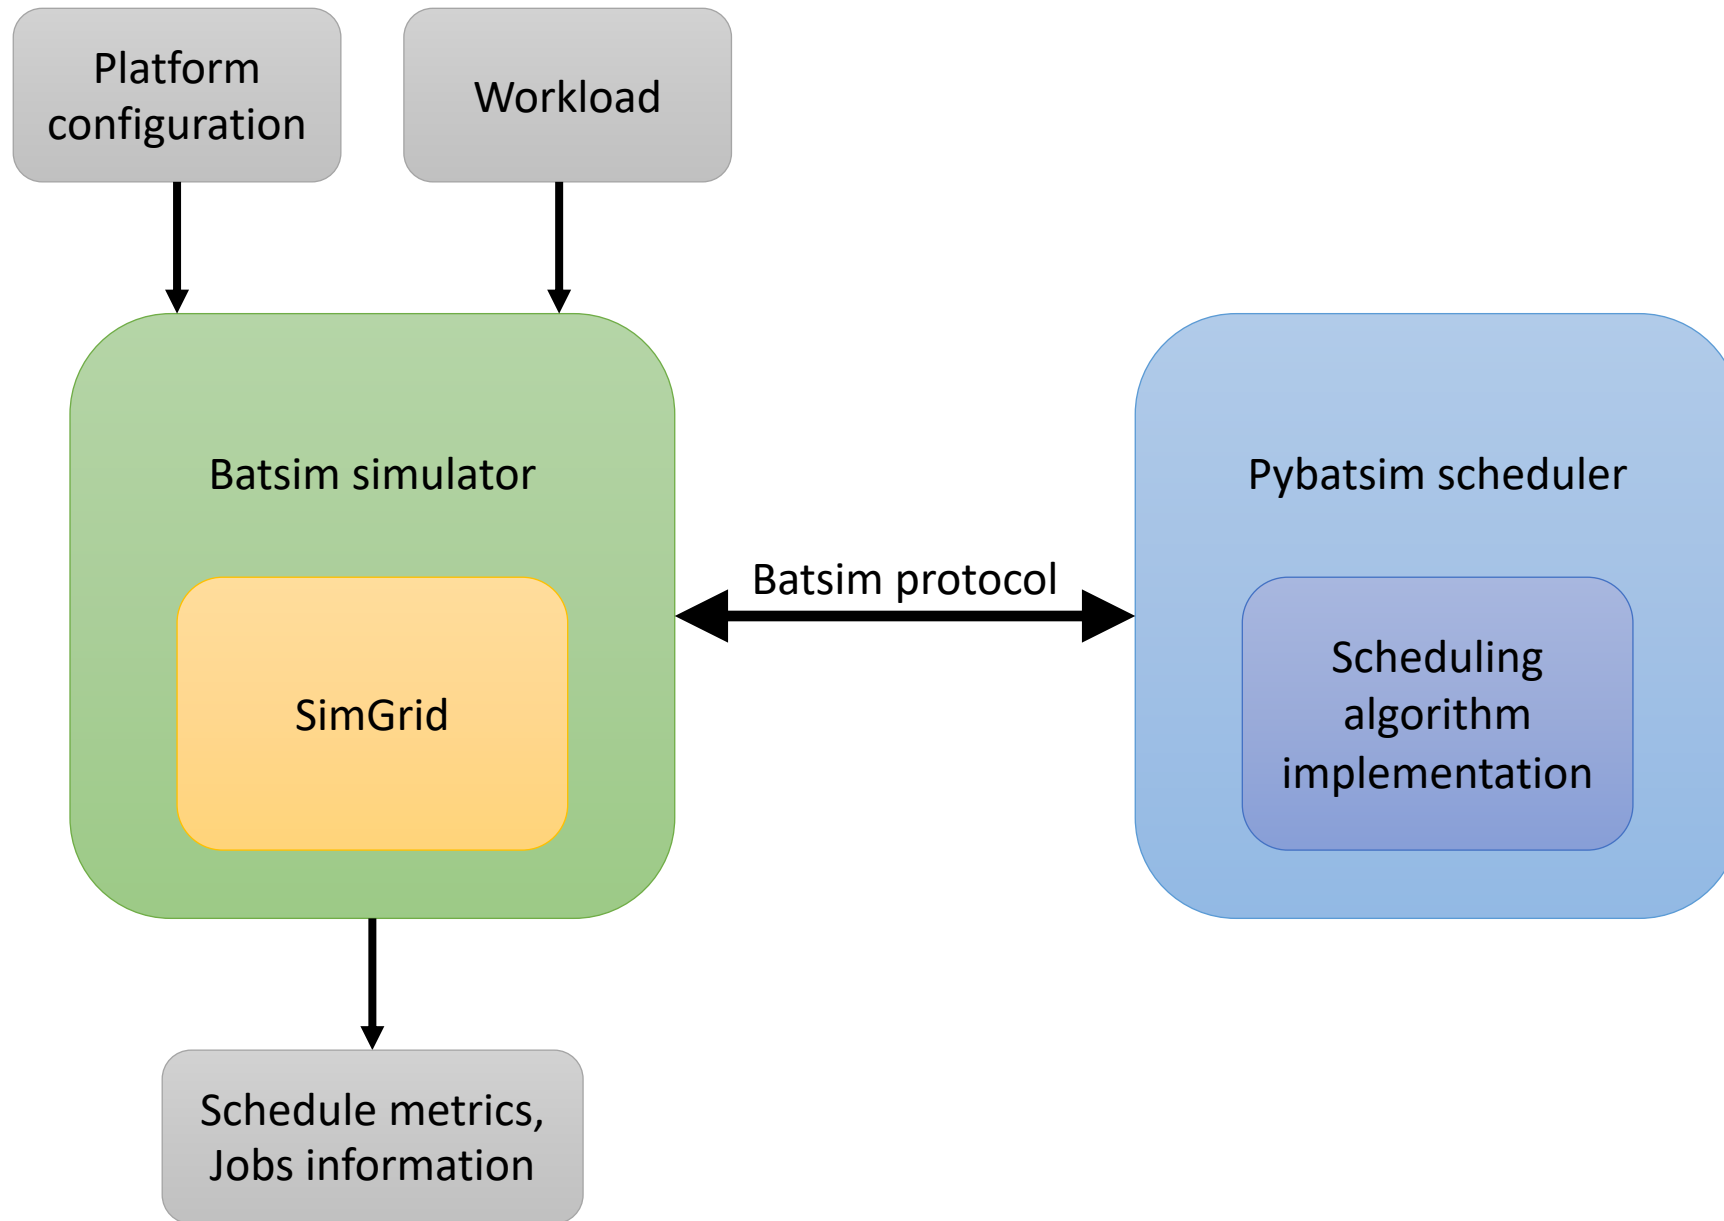 Platform
configuration
Workload
Batsim simulator
Pybatsim scheduler
Batsim protocol
SimGrid
Scheduling
algorithm
implementation
Schedule metrics,
Jobs information